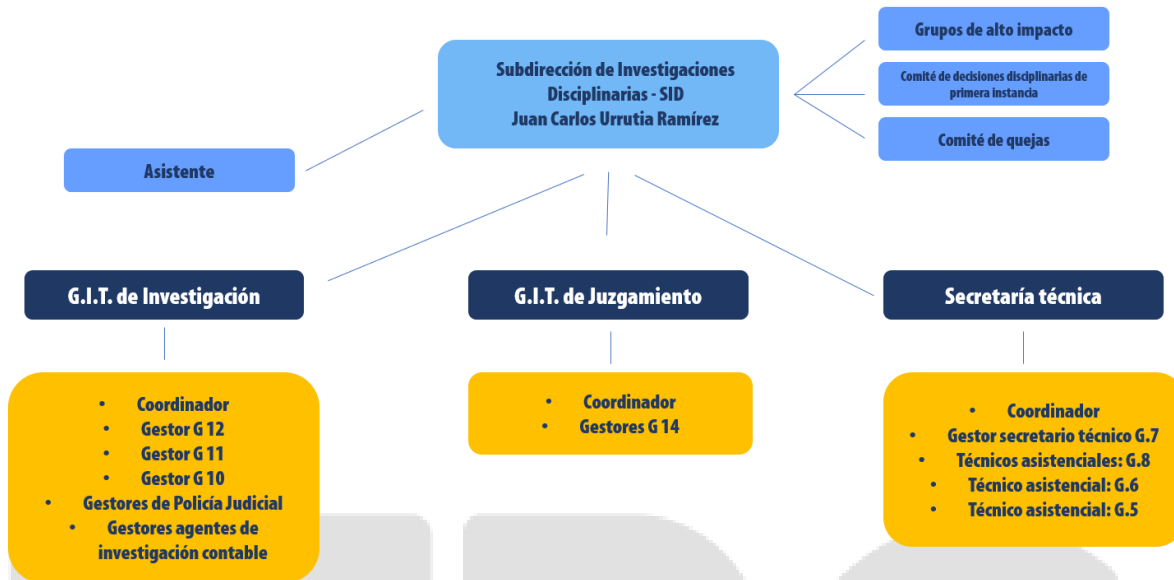 Subdirección de Investigaciones
Disciplinarias - SID
Juan Carlos Urrutia Ramírez
Grupos de alto impacto
Comité de decisiones disciplinarias de
primera instancia
Comité de quejas
Asistente
G.I.T. de Investigación
G.I.T. de Juzgamiento
Secretaría técnica
• Coordinador
• Gestor G 12
• Gestor G 11
• Gestor G 10
• Gestores de Policía Judicial
• Gestores agentes de
investigación contable
• Coordinador
• Gestores G 14
• Coordinador
• Gestor secretario técnico G.7
• Técnicos asistenciales: G.8
• Técnico asistencial: G.6
• Técnico asistencial: G.5